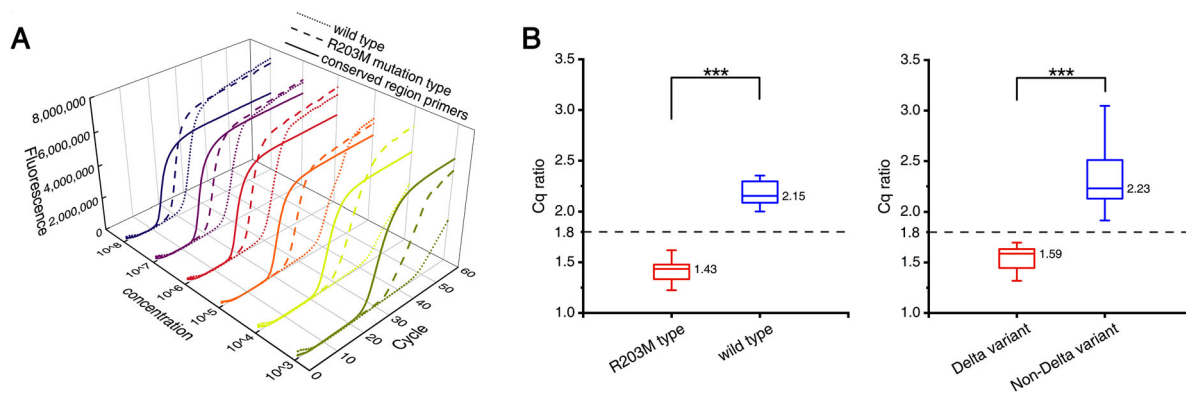 A
wild type
R203M mutation type
conserved region primers
8,000,000
6,000,000
4,000,000
2,000,000
0
Fluorescence
10^8
10^7
10^6
10^5
10^4
10^3
concentration
0
10
20
30
40
50
60
Cycle
B
3.5
3.0
2.5
2.0
1.8
1.5
1.0
Cq ratio
***
2.15
1.43
R203M type
wild type
3.5
3.0
2.5
2.0
1.8
1.5
1.0
Cq ratio
***
2.23
1.59
Delta variant
Non-Delta variant